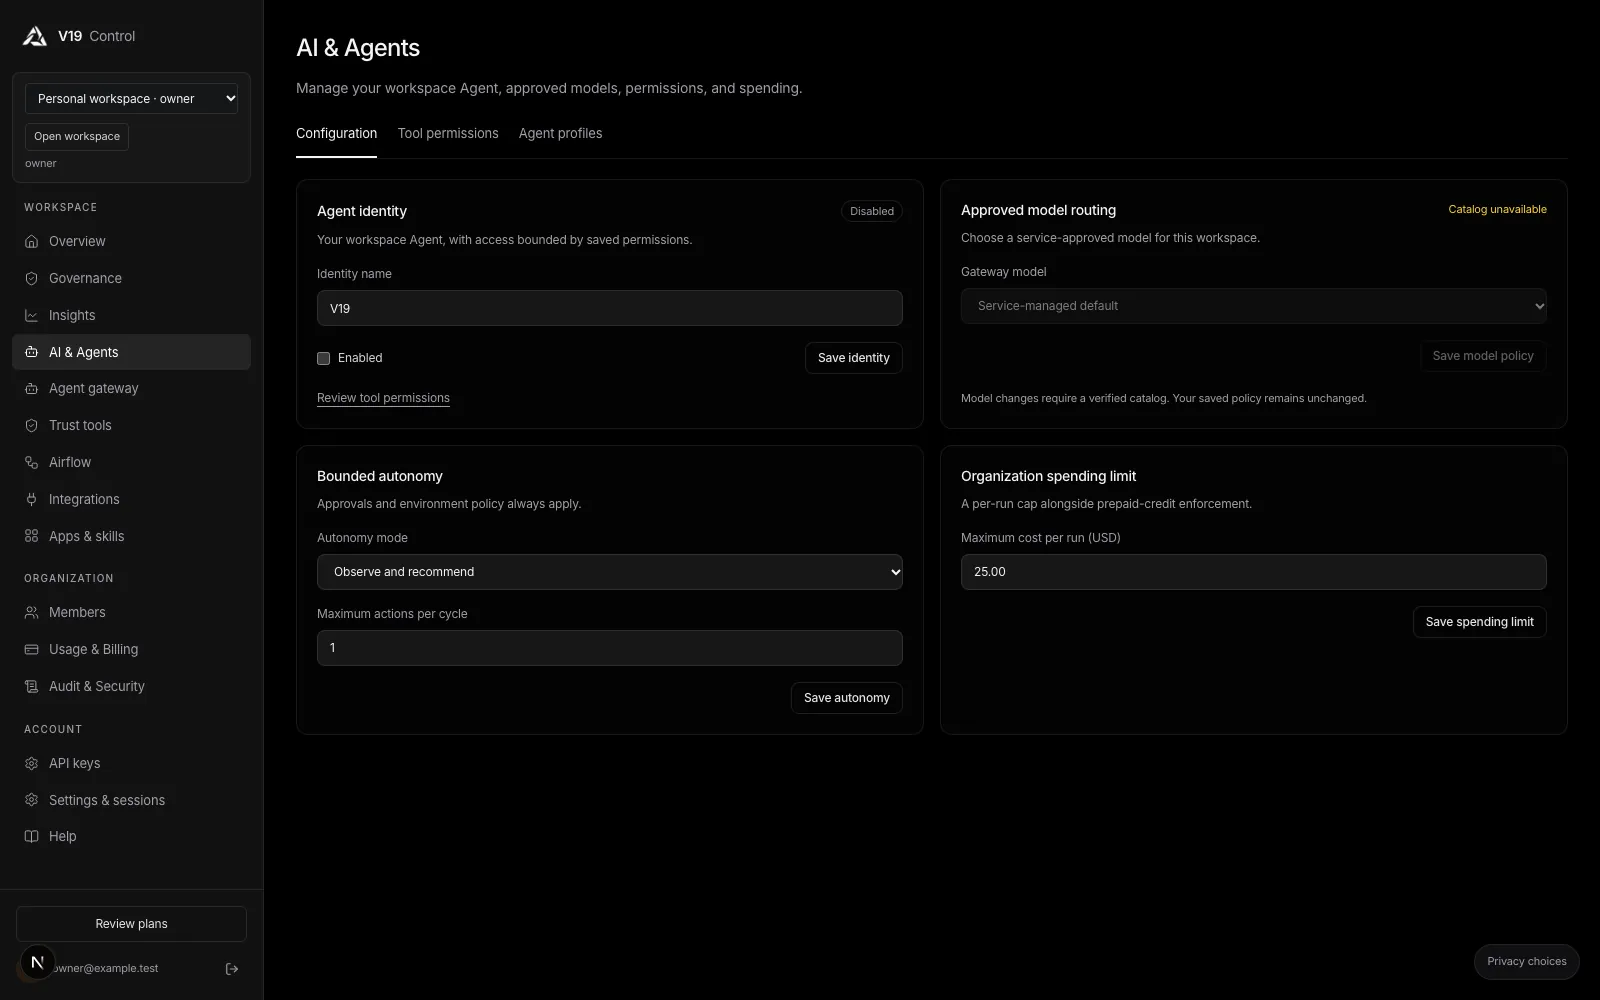 V19 Control
Personal workspace · owner
Open workspace
owner
WORKSPACE
Overview
Governance
Insights
AI & Agents
Agent gateway
Trust tools
Airflow
Integrations
Apps & skills
ORGANIZATION
Members
Usage & Billing
Audit & Security
ACCOUNT
API keys
Settings & sessions
Help
Review plans
N
owner@example.test
AI & Agents
Manage your workspace Agent, approved models, permissions, and spending.
Configuration
Tool permissions
Agent profiles
Agent identity
Disabled
Your workspace Agent, with access bounded by saved permissions.
Identity name
V19
Enabled
Save identity
Review tool permissions
Approved model routing
Catalog unavailable
Choose a service-approved model for this workspace.
Gateway model
Service-managed default
Save model policy
Model changes require a verified catalog. Your saved policy remains unchanged.
Bounded autonomy
Approvals and environment policy always apply.
Autonomy mode
Observe and recommend
Maximum actions per cycle
1
Save autonomy
Organization spending limit
A per-run cap alongside prepaid-credit enforcement.
Maximum cost per run (USD)
25.00
Save spending limit
Privacy choices